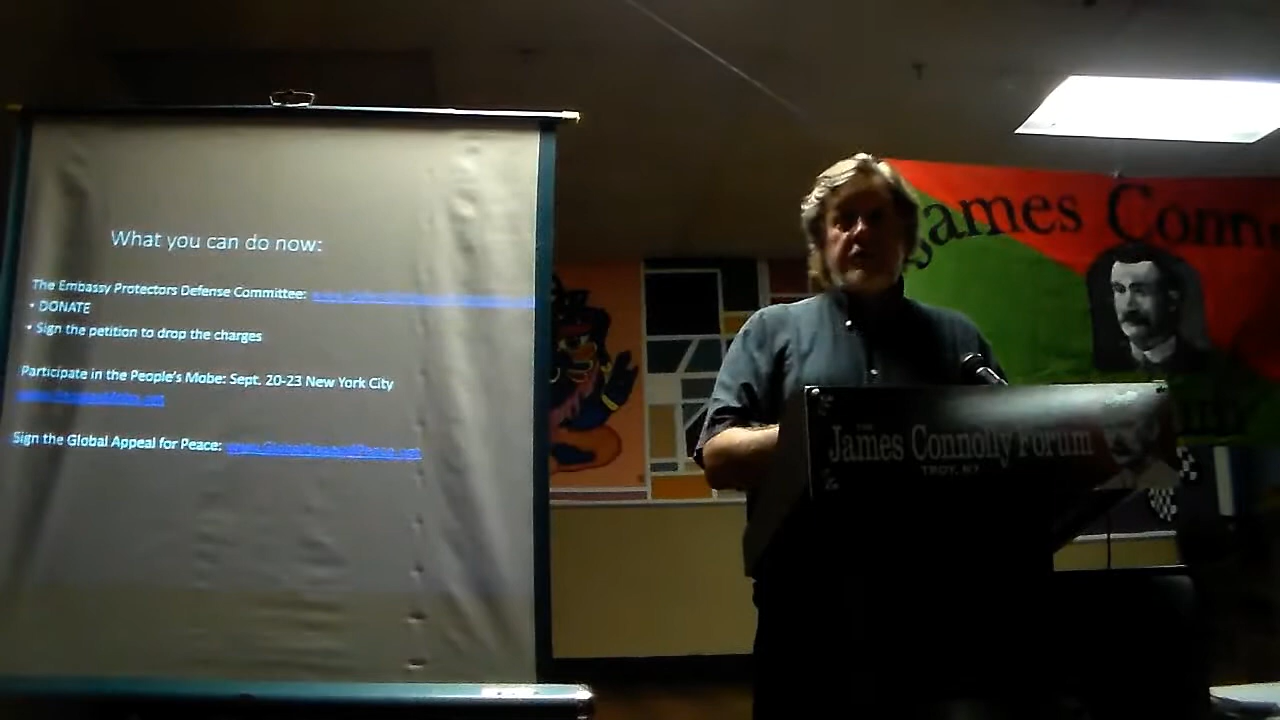 What you can do now:
The Embassy Protectors Defense Committee:
• DONATE
• Sign the petition to drop the charges
Participate in the People's Mobe: Sept. 20-23 New York City
Sign the Global Appeal for Peace:
James Conno
THE
James Connolly Forum
TROY, NY